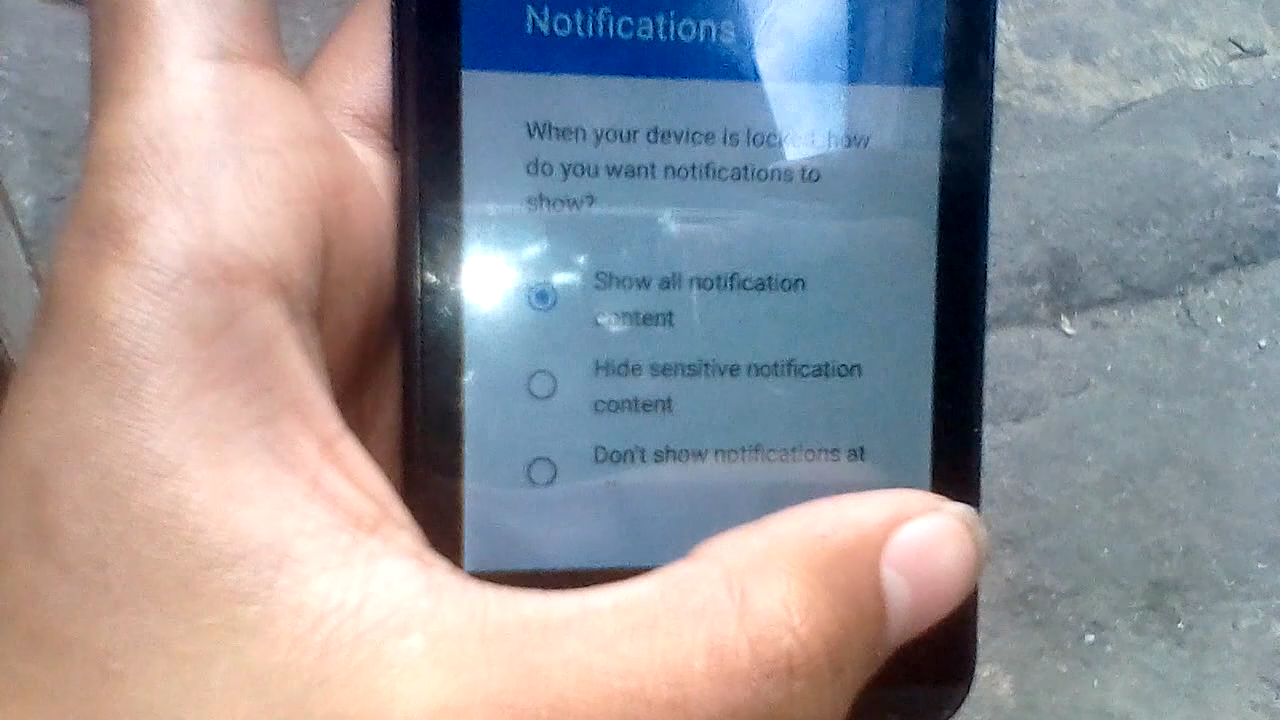 Notifications
When your device is locked, how
do you want notifications to
show?
Show all notification
content
Hide sensitive notification
content
Don't show notifications at